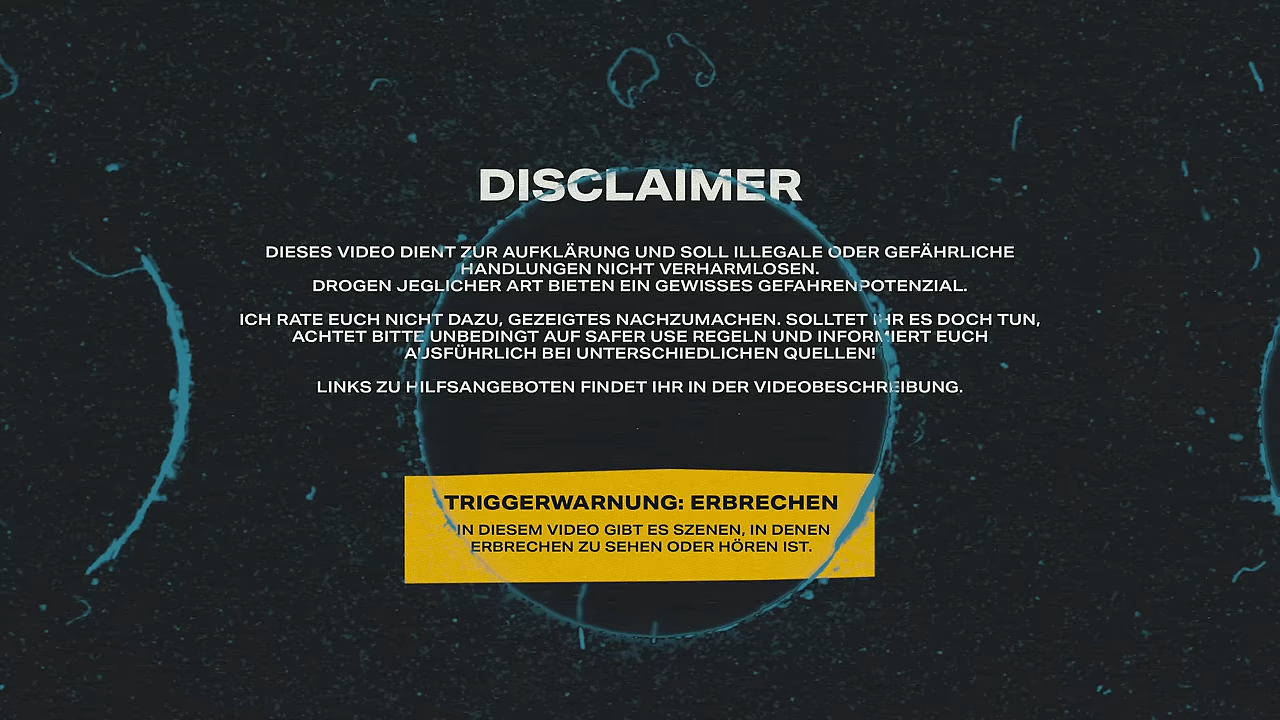 DISCLAIMER
DIESES VIDEO DIENT ZUR AUFKLÄRUNG UND SOLL ILLEGALE ODER GEFÄHRLICHE
HANDLUNGEN NICHT VERHARMLOSEN.
DROGEN JEGLICHER ART BIETEN EIN GEWISSES GEFAHRENPOTENZIAL.
ICH RATE EUCH NICHT DAZU, GEZEIGTES NACHZUMACHEN. SOLLTET IHR ES DOCH TUN,
ACHTET BITTE UNBEDINGT AUF SAFER USE REGELN UND INFORMIERT EUCH
AUSFÜHRLICH BEI UNTERSCHIEDLICHEN QUELLEN!
LINKS ZU HILFSANGEBOTEN FINDET IHR IN DER VIDEOBESCHREIBUNG.
TRIGGERWARNUNG: ERBRECHEN
IN DIESEM VIDEO GIBT ES SZENEN, IN DENEN
ERBRECHEN ZU SEHEN ODER HÖREN IST.